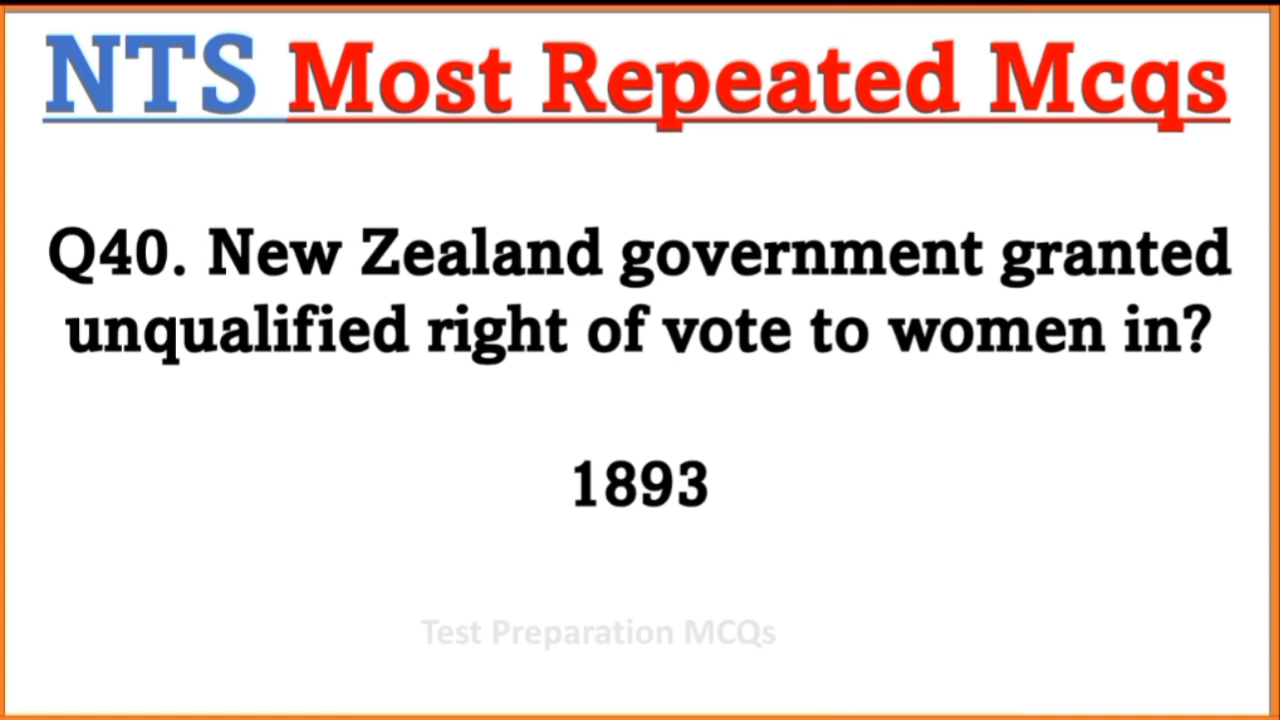 NTS Most Repeated Mcqs
Q40. New Zealand government granted
unqualified right of vote to women in?
1893
Test Preparation MCQs